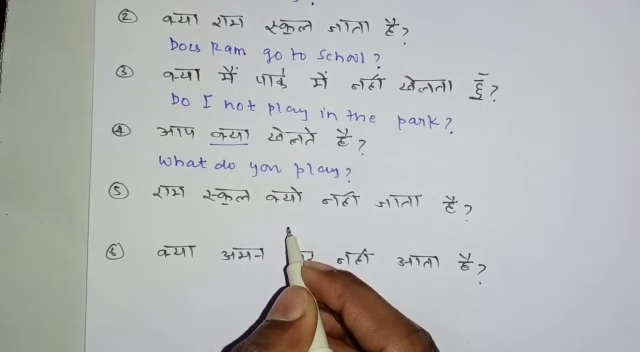 ② क्या राम स्कूल जाता है?
Does Ram go to School?
③ क्या मैं पार्क में नहीं खेलता हूँ?
Do I not play in the park?
④ आप क्या खेलते है?
What do you play?
⑤ राम स्कूल क्यो नहीं जाता है?
⑥ क्या अमन नहीं आता है?